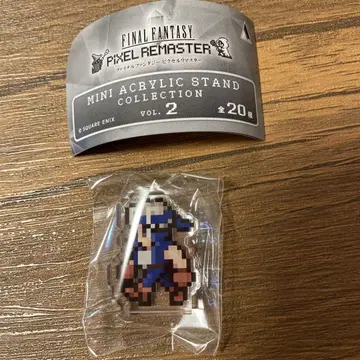 FINAL FANTASY
PIXEL REMASTER
ファイナルファンタジー ピクセルリマスター
MINI ACRYLIC STAND
COLLECTION
VOL. 2 全20種
© SQUARE ENIX